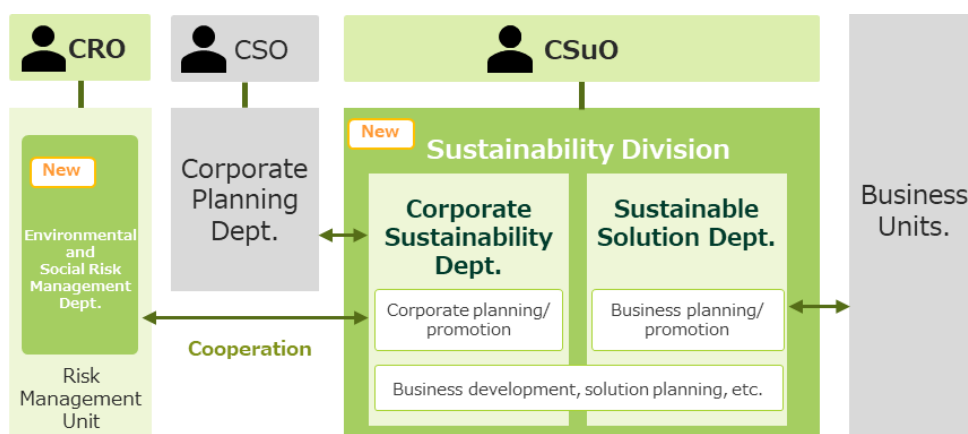 CRO
CSO
CSuO
New
Environmental
and
Social Risk
Management
Dept.
Risk
Management
Unit
Corporate
Planning
Dept.
Cooperation
New
Sustainability Division
Corporate
Sustainability
Dept.
Corporate planning/
promotion
Sustainable
Solution Dept.
Business planning/
promotion
Business development, solution planning, etc.
Business
Units.